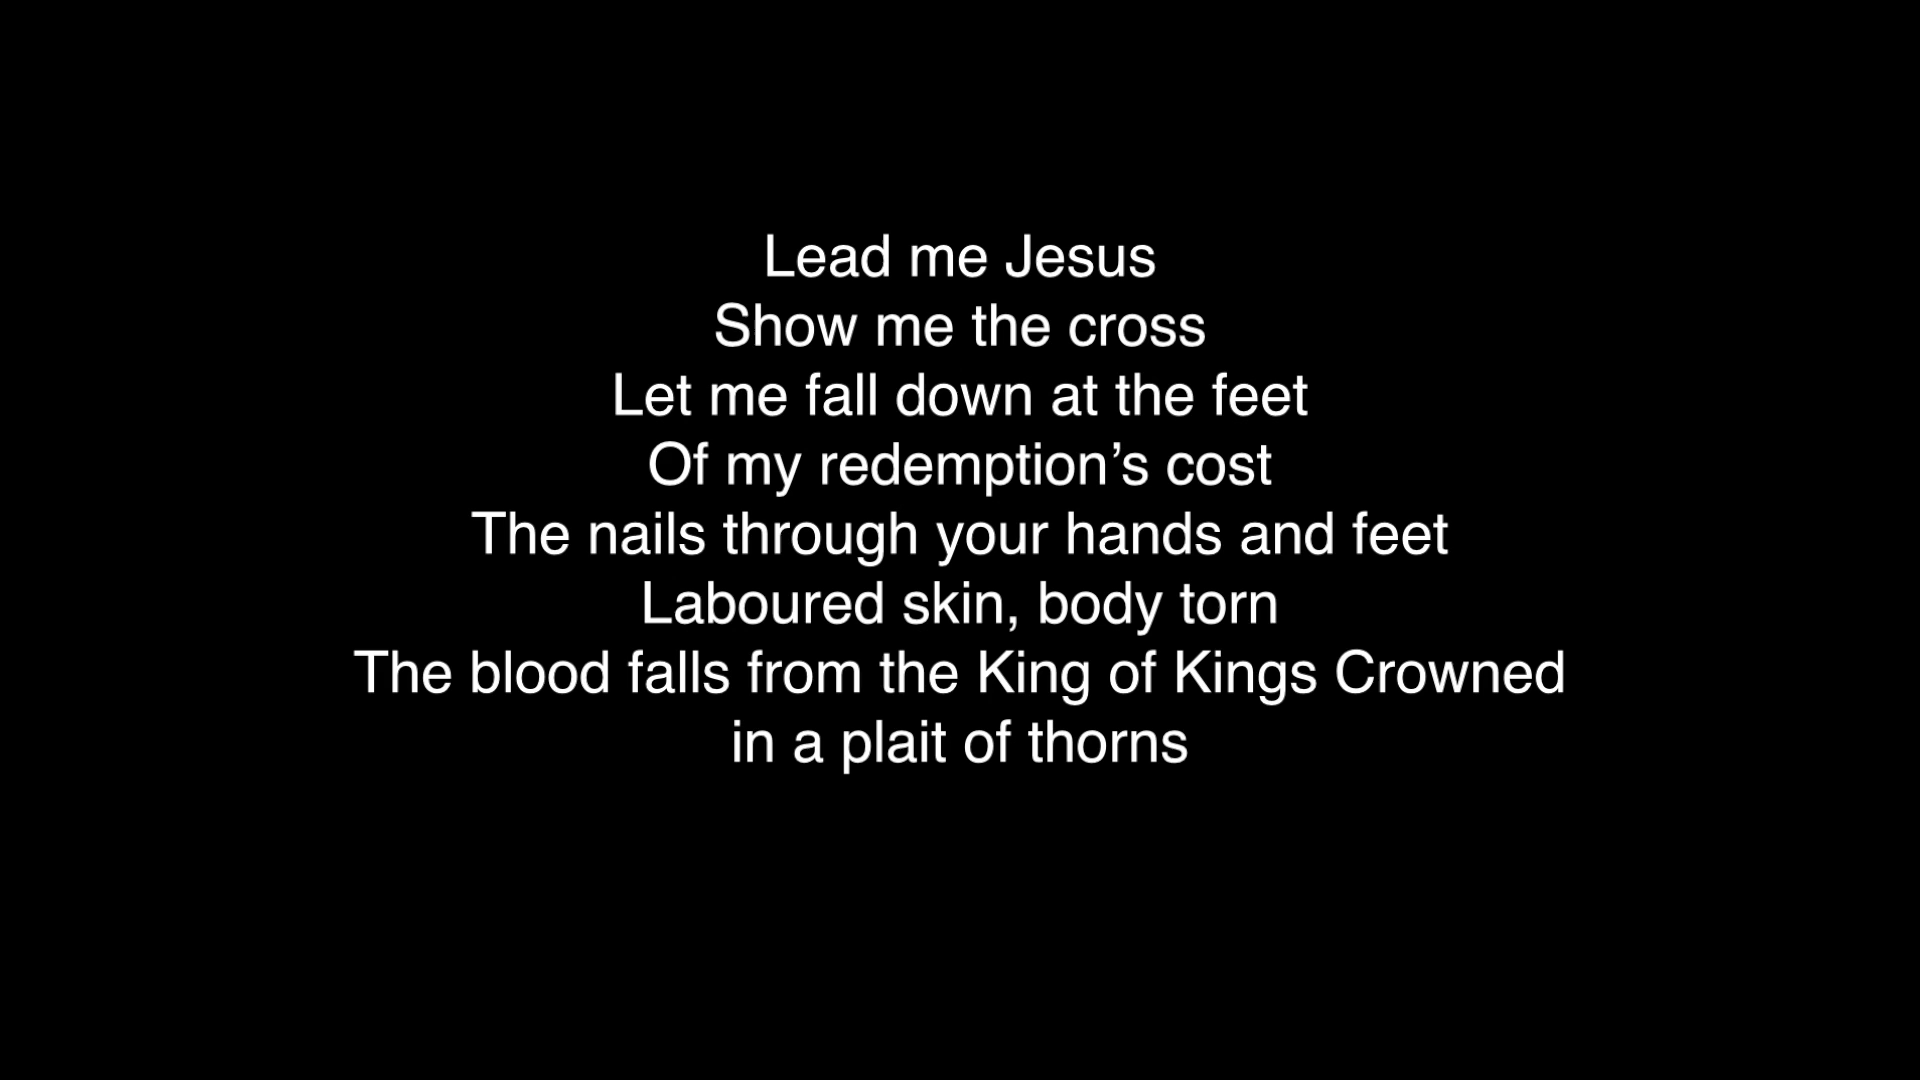 Lead me Jesus
Show me the cross
Let me fall down at the feet
Of my redemption’s cost
The nails through your hands and feet
Laboured skin, body torn
The blood falls from the King of Kings Crowned
in a plait of thorns